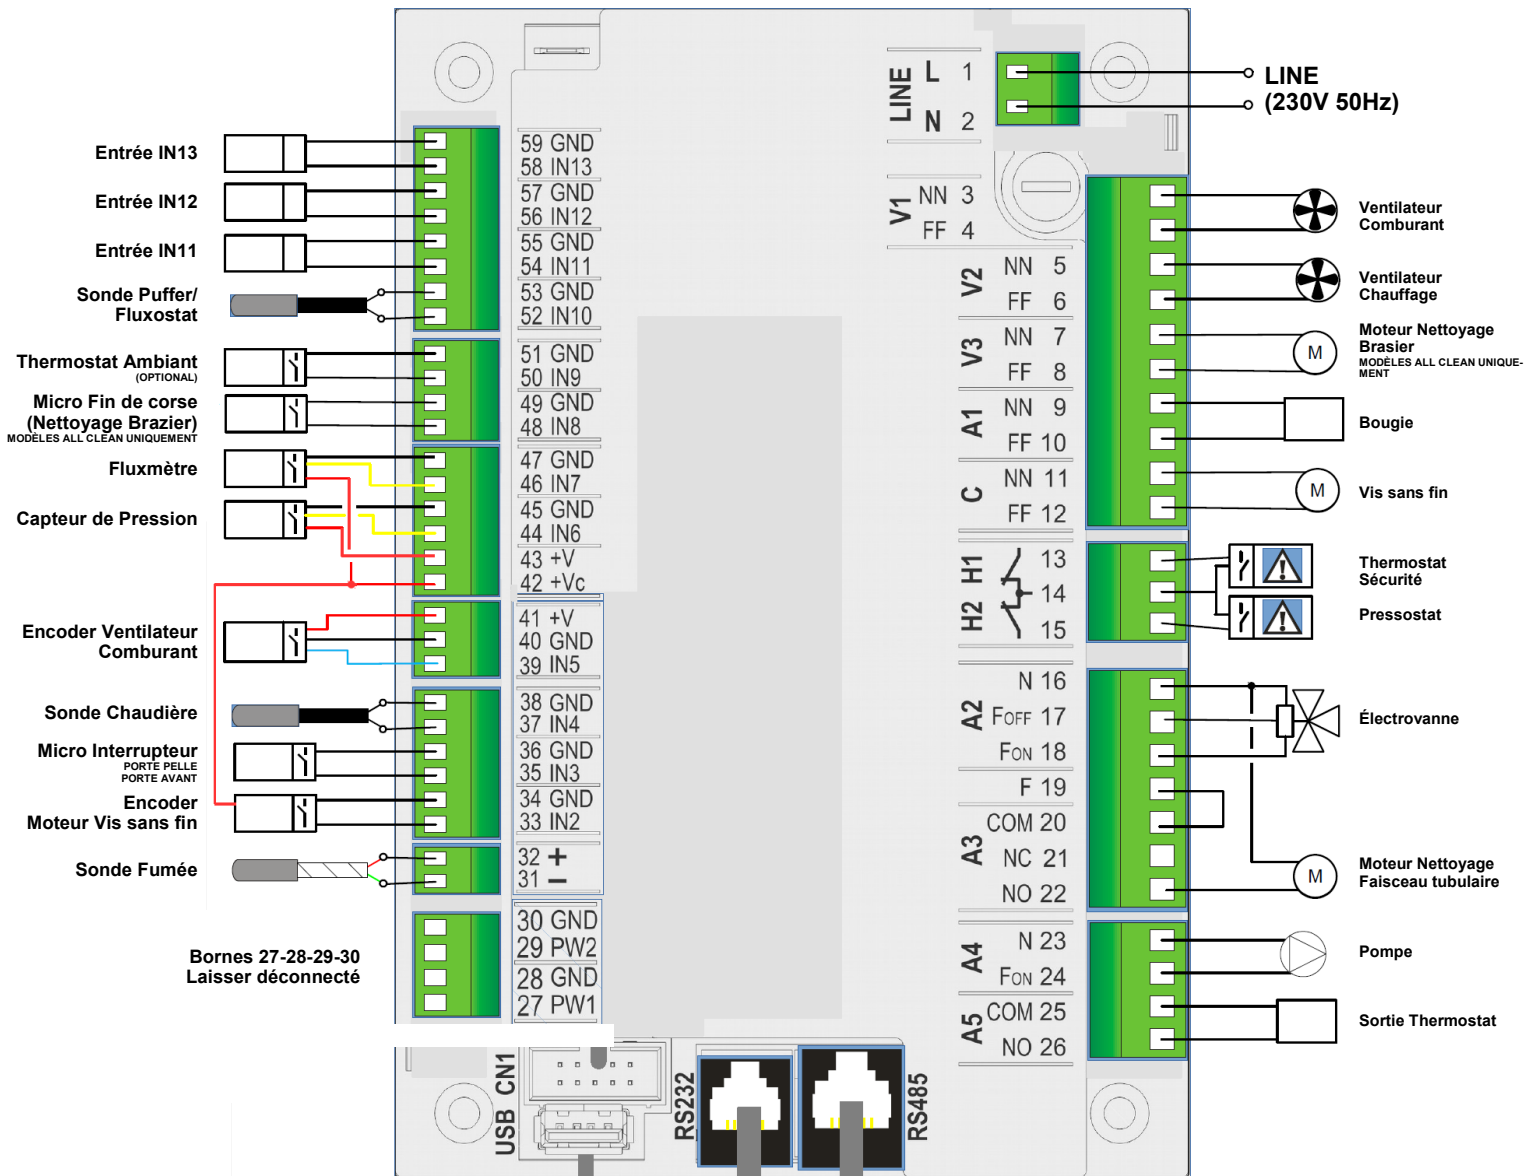 Entrée IN13
Entrée IN12
Entrée IN11
Sonde Puffer/
Fluxostat
Thermostat Ambiant
(OPTIONAL)
Micro Fin de corse
(Nettoyage Brazier)
MODÈLES ALL CLEAN UNIQUEMENT
Fluxmètre
Capteur de Pression
Encoder Ventilateur
Comburant
Sonde Chaudière
Micro Interrupteur
PORTE PELLE
PORTE AVANT
Encoder
Moteur Vis sans fin
Sonde Fumée
Bornes 27-28-29-30
Laisser déconnecté
59 GND
58 IN13
57 GND
56 IN12
55 GND
54 IN11
53 GND
52 IN10
51 GND
50 IN9
49 GND
48 IN8
47 GND
46 IN7
45 GND
44 IN6
43 +V
42 +Vc
41 +V
40 GND
39 IN5
38 GND
37 IN4
36 GND
35 IN3
34 GND
33 IN2
32 +
31 −
30 GND
29 PW2
28 GND
27 PW1
USB CN1
RS232
RS485
LINE
L 1
N 2
V1
NN 3
FF 4
V2
NN 5
FF 6
V3
NN 7
FF 8
A1
NN 9
FF 10
C
NN 11
FF 12
H1
13
14
H2
15
A2
N 16
FOFF 17
FON 18
F 19
A3
COM 20
NC 21
NO 22
A4
N 23
FON 24
A5
COM 25
NO 26
LINE
(230V 50Hz)
Ventilateur
Comburant
Ventilateur
Chauffage
M
Moteur Nettoyage
Brasier
MODÈLES ALL CLEAN UNIQUE-
MENT
Bougie
M
Vis sans fin
Thermostat
Sécurité
Pressostat
Électrovanne
M
Moteur Nettoyage
Faisceau tubulaire
Pompe
Sortie Thermostat